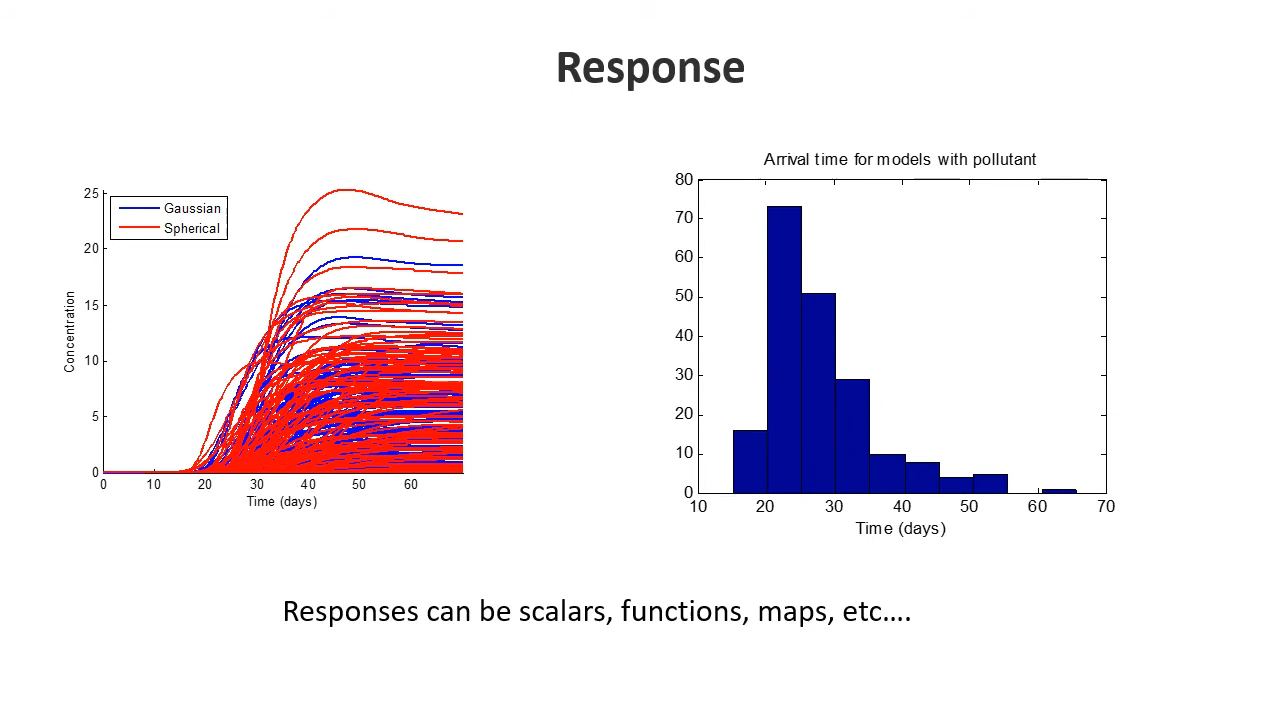 Response
25
20
15
10
5
0
Concentration
Gaussian
Spherical
0 10 20 30 40 50 60
Time (days)
Arrival time for models with pollutant
80
70
60
50
40
30
20
10
0
10 20 30 40 50 60 70
Time (days)
Responses can be scalars, functions, maps, etc....